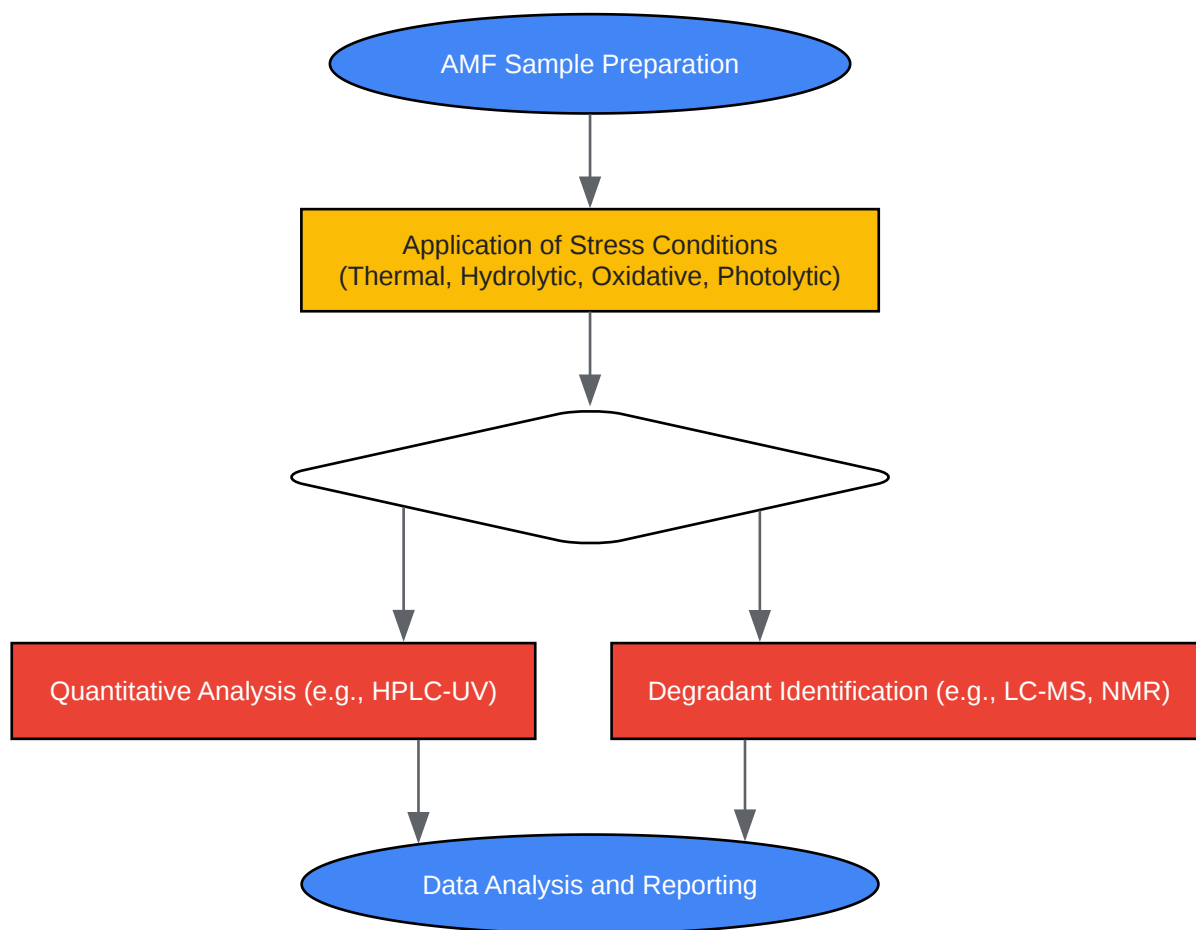 AMF Sample Preparation
Application of Stress Conditions
(Thermal, Hydrolytic, Oxidative, Photolytic)
Quantitative Analysis (e.g., HPLC-UV)
Degradant Identification (e.g., LC-MS, NMR)
Data Analysis and Reporting